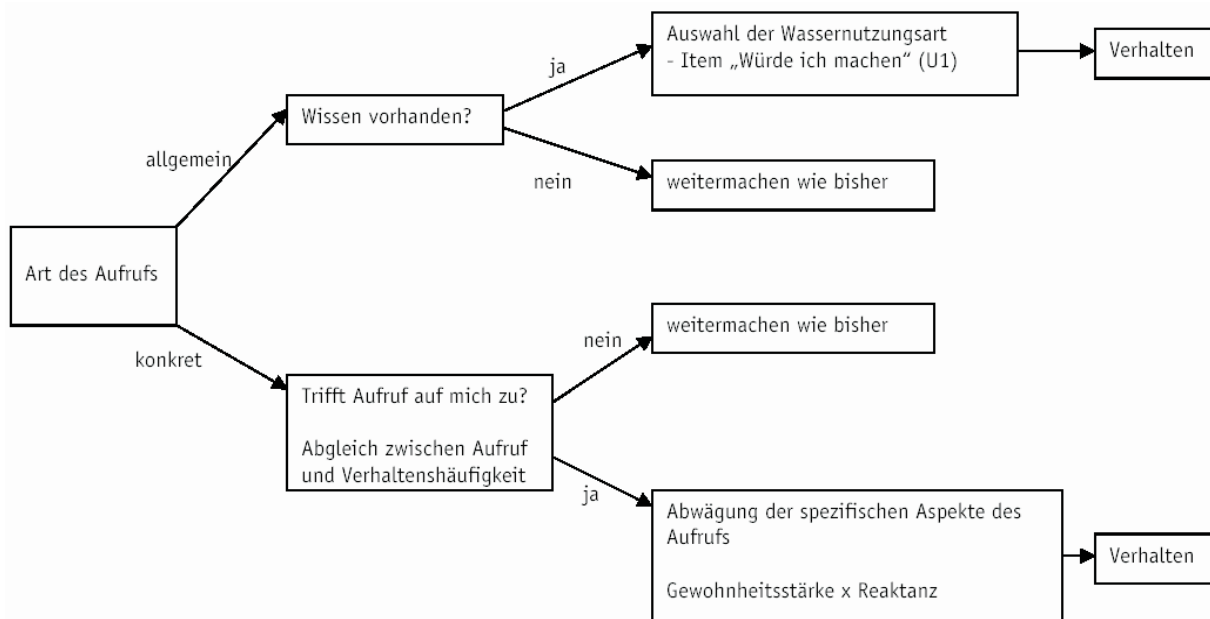 Auswahl der Wassernutzungsart
- Item „Würde ich machen“ (U1)
Verhalten
ja
Wissen vorhanden?
allgemein
nein
weitermachen wie bisher
Art des Aufrufs
konkret
nein
weitermachen wie bisher
Trifft Aufruf auf mich zu?
Abgleich zwischen Aufruf
und Verhaltenshäufigkeit
ja
Abwägung der spezifischen Aspekte des
Aufrufs
Gewohnheitsstärke x Reaktanz
Verhalten